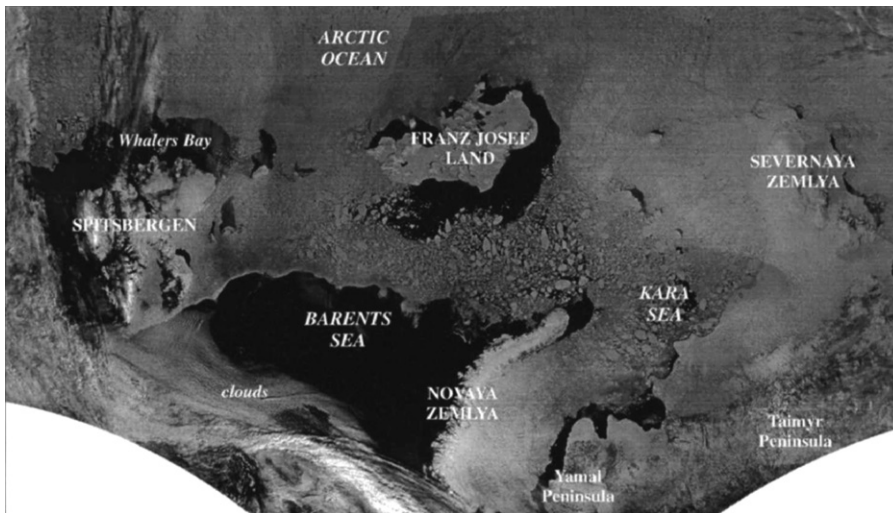 ARCTIC
OCEAN
Whalers Bay
FRANZ JOSEF
LAND
SEVERNAYA
ZEMLYA
SPITSBERGEN
KARA
SEA
BARENTS
SEA
clouds
NOVAYA
ZEMLYA
Taimyr
Peninsula
Yamal
Peninsula